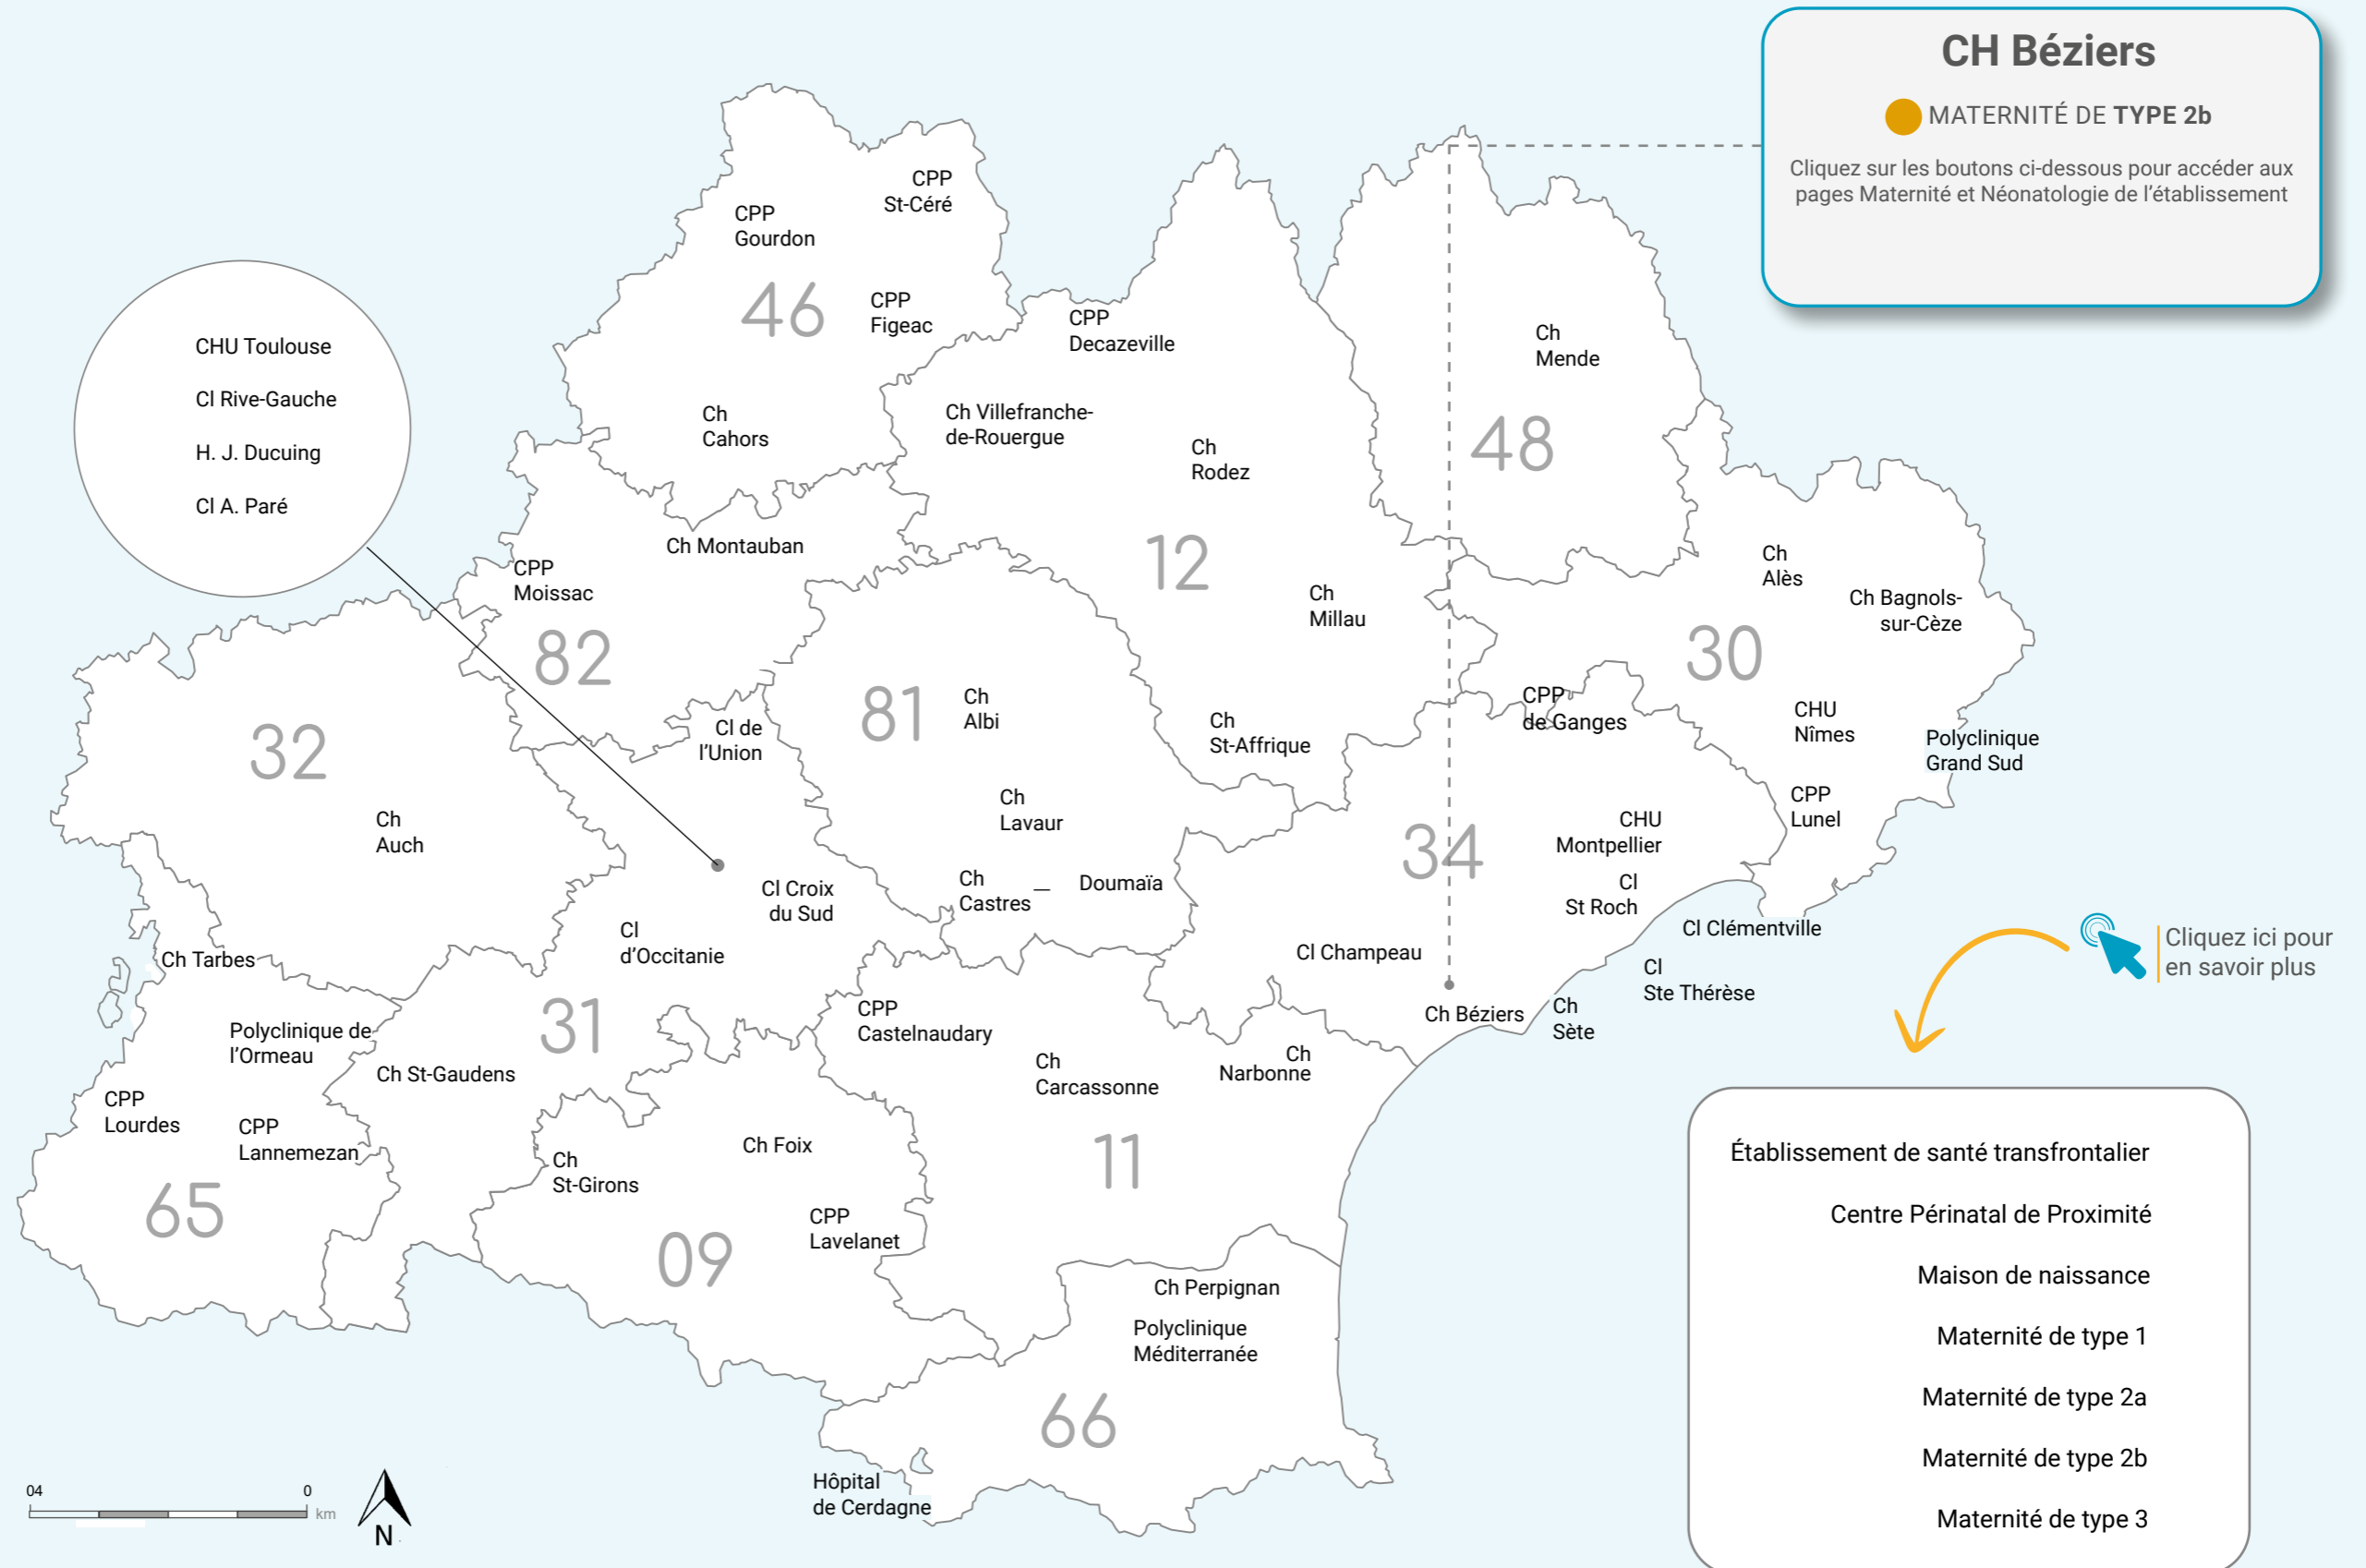 CH Béziers
MATERNITÉ DE TYPE 2b
Cliquez sur les boutons ci-dessous pour accéder aux
pages Maternité et Néonatologie de l'établissement
CHU Toulouse
Cl Rive-Gauche
H. J. Ducuing
Cl A. Paré
CPP
St-Céré
CPP
Gourdon
46
CPP
Figeac
Ch
Cahors
CPP
Decazeville
Ch Villefranche-
de-Rouergue
Ch
Rodez
12
Ch
Millau
Ch
St-Affrique
Ch
Mende
48
Ch Montauban
CPP
Moissac
82
Ch
Alès
Ch Bagnols-
sur-Cèze
30
CHU
Nîmes
Polyclinique
Grand Sud
CPP
Lunel
CPP
de Ganges
32
Ch
Auch
81
Ch
Albi
Ch
Lavaur
Ch
Castres
_
Doumaïa
Cl de
l'Union
Cl Croix
du Sud
Cl
d'Occitanie
31
Ch St-Gaudens
34
CHU
Montpellier
Cl
St Roch
Cl Clémentville
Cl Champeau
Cl
Ste Thérèse
Ch Béziers
Ch
Sète
Ch Tarbes
Polyclinique de
l'Ormeau
CPP
Lourdes
CPP
Lannemezan
65
CPP
Castelnaudary
Ch
Carcassonne
Ch
Narbonne
11
Ch Foix
Ch
St-Girons
CPP
Lavelanet
09
Ch Perpignan
Polyclinique
Méditerranée
66
Hôpital
de Cerdagne
Cliquez ici pour
en savoir plus
Établissement de santé transfrontalier
Centre Périnatal de Proximité
Maison de naissance
Maternité de type 1
Maternité de type 2a
Maternité de type 2b
Maternité de type 3
04 0
km
N